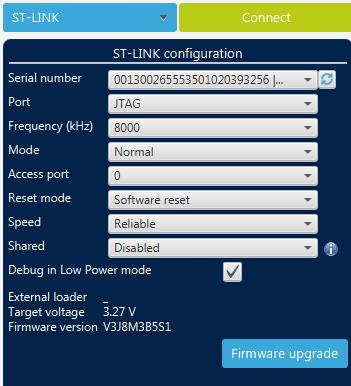 ST-LINK Connect
ST-LINK configuration
Serial number 001300265553501020393256 |...
Port JTAG
Frequency (kHz) 8000
Mode Normal
Access port 0
Reset mode Software reset
Speed Reliable
Shared Disabled
Debug in Low Power mode
External loader _
Target voltage 3.27 V
Firmware version V3J8M3B5S1
Firmware upgrade